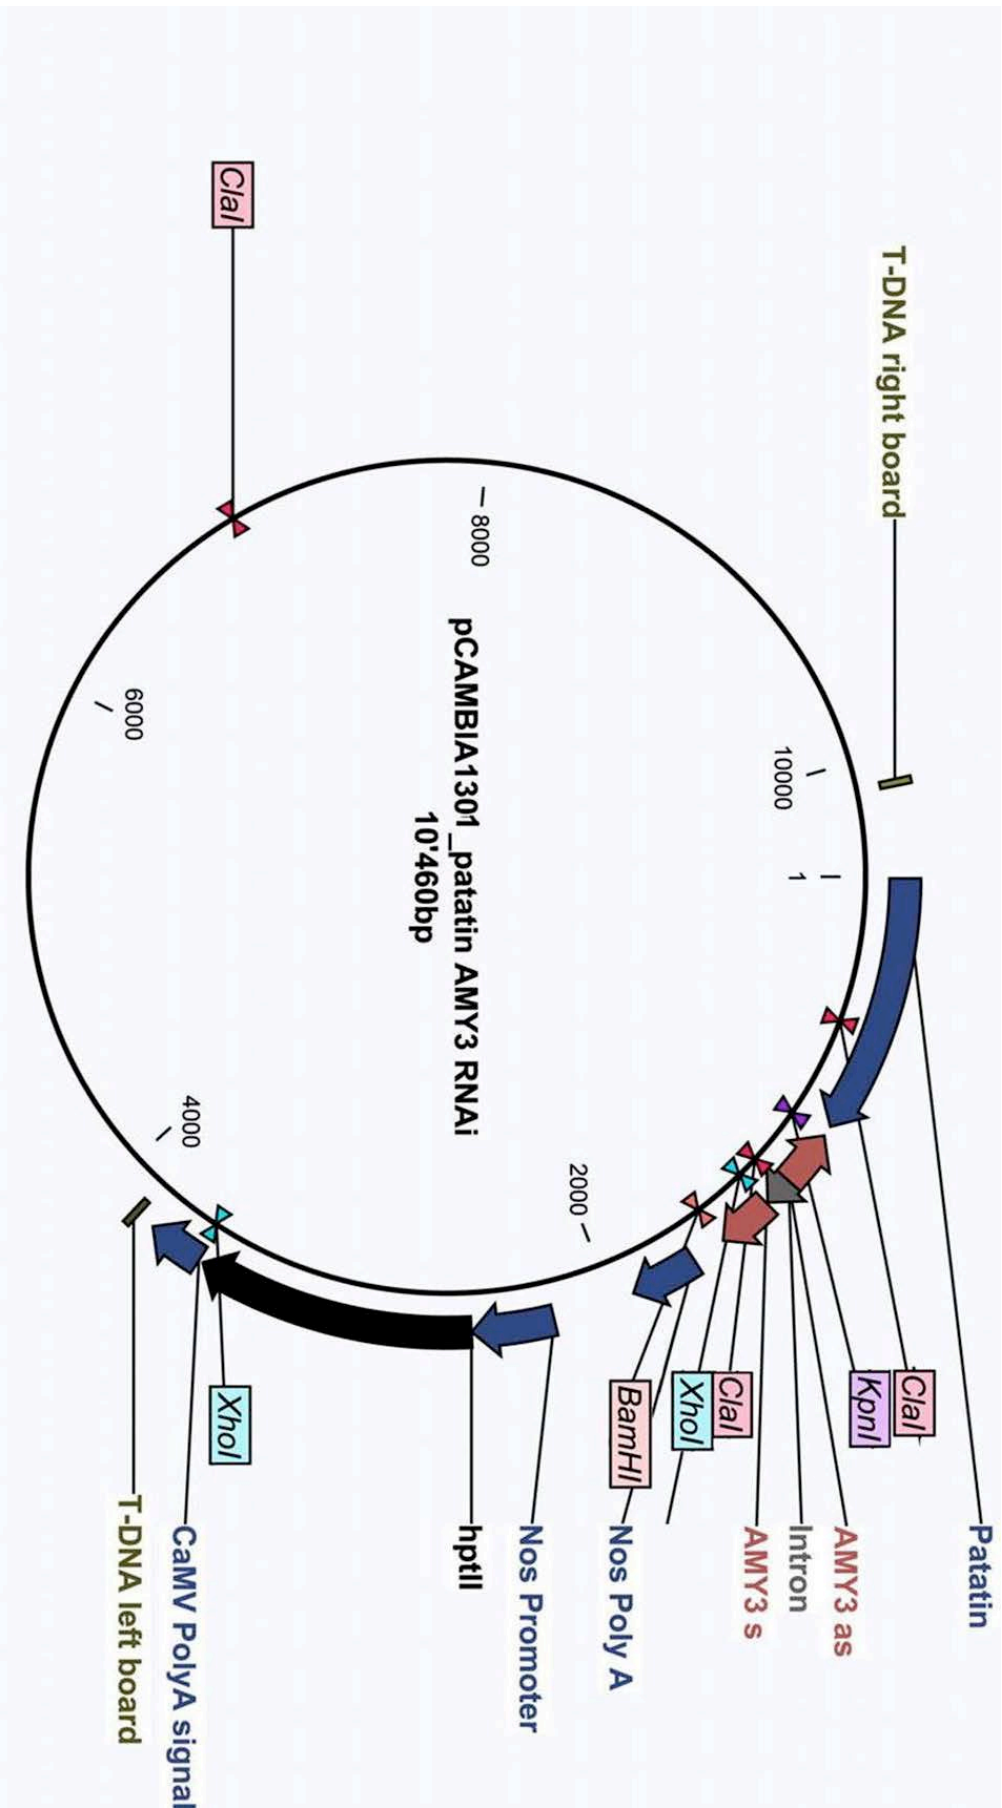 Patatin
ClaI
KpnI
AMY3 as
Intron
AMY3 s
ClaI
XhoI
BamHI
Nos Poly A
Nos Promoter
hptII
XhoI
CaMV PolyA signal
T-DNA left board
ClaI
T-DNA right board
1
2000
4000
6000
8000
10000
pCAMBIA1301_patatin AMY3 RNAi
10'460bp